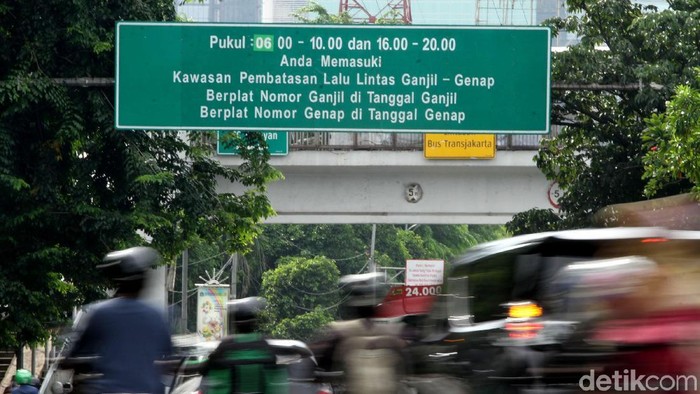 Pukul : 06 00 - 10.00 dan 16.00 - 20.00
Anda Memasuki
Kawasan Pembatasan Lalu Lintas Ganjil - Genap
Berplat Nomor Ganjil di Tanggal Ganjil
Berplat Nomor Genap di Tanggal Genap
Bus Transjakarta
24.000
detikcom